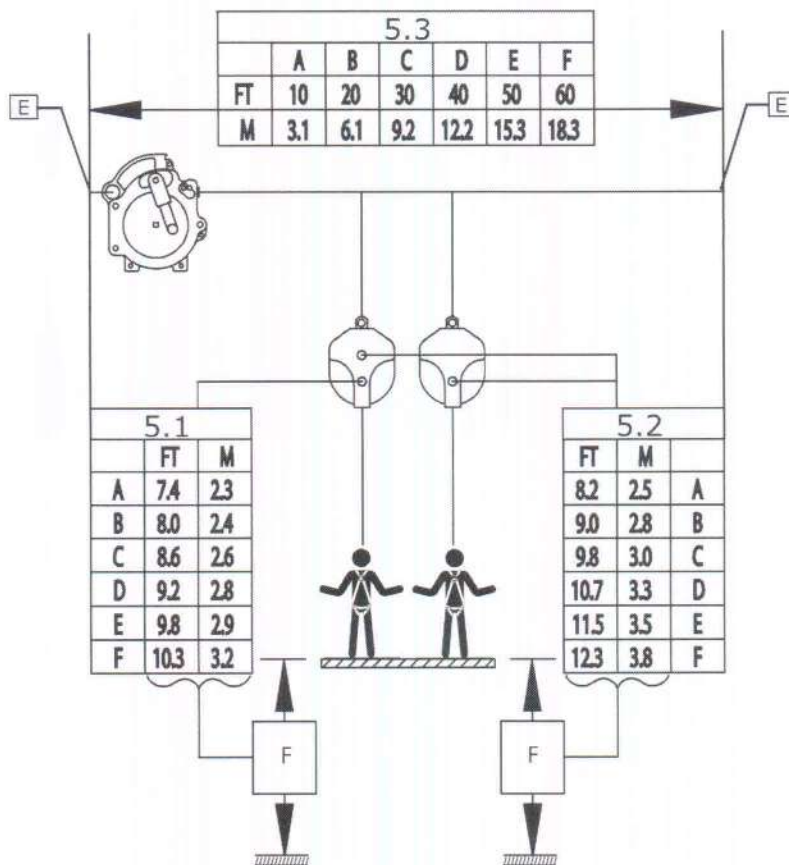 5.3
A B C D E F
FT 10 20 30 40 50 60
M 3.1 6.1 9.2 12.2 15.3 18.3
E
E
5.1
FT M
A 7.4 2.3
B 8.0 2.4
C 8.6 2.6
D 9.2 2.8
E 9.8 2.9
F 10.3 3.2
5.2
FT M
8.2 2.5 A
9.0 2.8 B
9.8 3.0 C
10.7 3.3 D
11.5 3.5 E
12.3 3.8 F
F
F